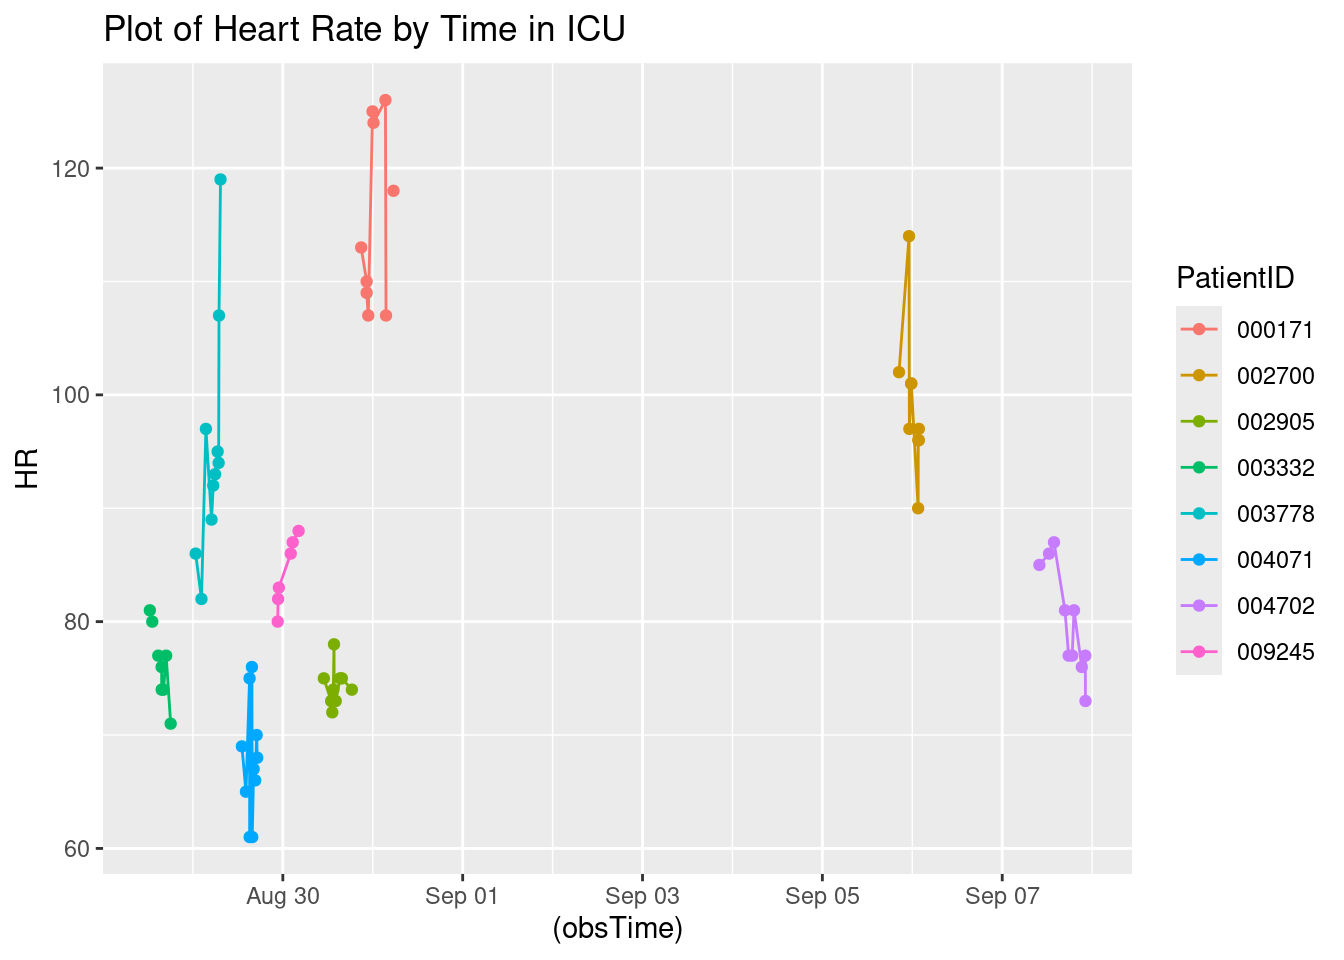 Plot of Heart Rate by Time in ICU
120
100
80
60
HR
Aug 30
Sep 01
Sep 03
Sep 05
Sep 07
(obsTime)
PatientID
000171
002700
002905
003332
003778
004071
004702
009245